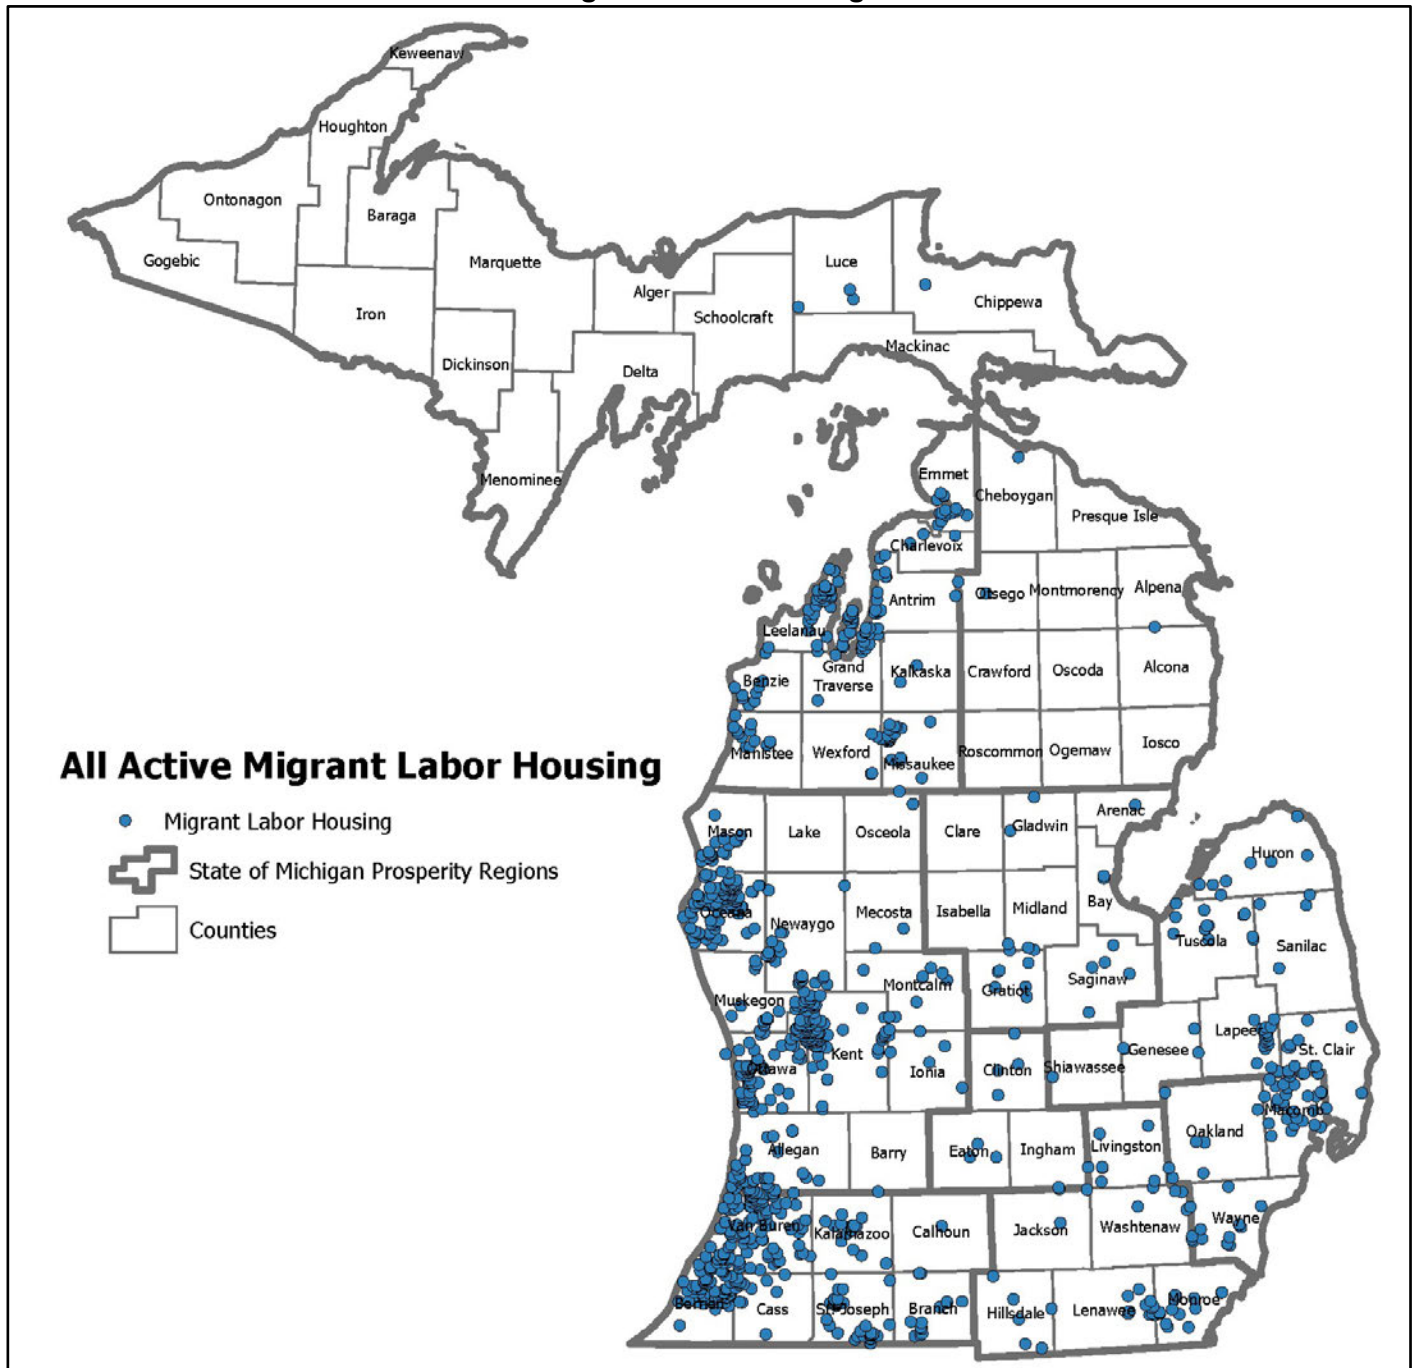 Keweenaw
Houghton
Ontonagon
Baraga
Gogebic
Marquette
Luce
Alger
Chippewa
Iron
Schoolcraft
Mackinac
Dickinson
Delta
Menominee
Emmet
Cheboygan
Presque Isle
Charlevoix
Antrim
Otsego
Montmorency
Alpena
Leelanau
Grand
Traverse
Kalkaska
Crawford
Oscoda
Alcona
Benzie
Manistee
Wexford
Missaukee
Roscommon
Ogemaw
Iosco
All Active Migrant Labor Housing
Migrant Labor Housing
State of Michigan Prosperity Regions
Counties
Mason
Lake
Osceola
Clare
Gladwin
Arenac
Huron
Oceana
Newaygo
Mecosta
Isabella
Midland
Bay
Tuscola
Sanilac
Muskegon
Montcalm
Gratiot
Saginaw
Kent
Ottawa
Ionia
Clinton
Shiawassee
Genesee
Lapeer
St. Clair
Macomb
Oakland
Allegan
Barry
Eaton
Ingham
Livingston
Van Buren
Kalamazoo
Calhoun
Jackson
Washtenaw
Wayne
Berrien
Cass
St. Joseph
Branch
Hillsdale
Lenawee
Monroe